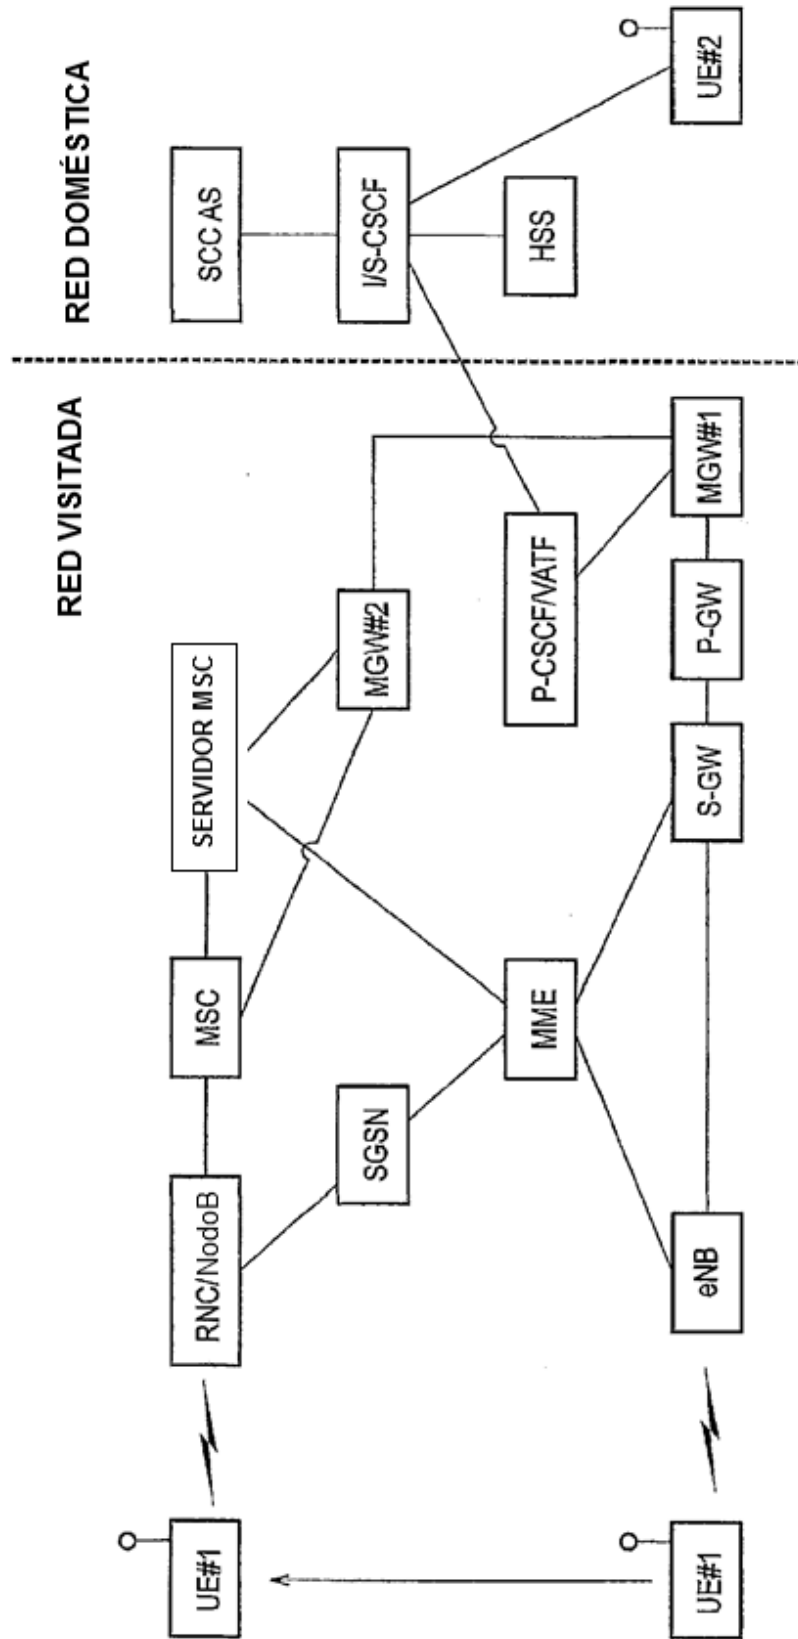 RED VISITADA
RED DOMÉSTICA
UE#1
RNC/NodoB
MSC
SERVIDOR MSC
SCC AS
SGSN
MGW#2
I/S-CSCF
MME
P-CSCF/VATF
HSS
UE#1
eNB
S-GW
P-GW
MGW#1
UE#2